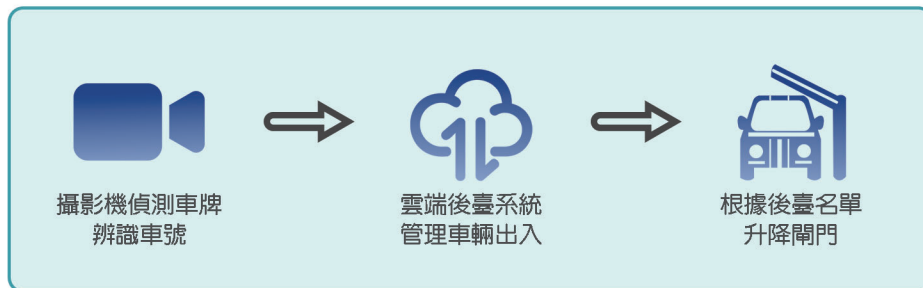 攝影機偵測車牌
辨識車號
雲端後臺系統
管理車輛出入
根據後臺名單
升降閘門